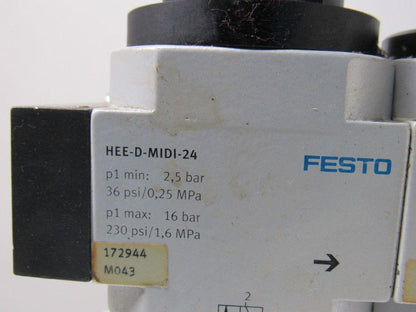 HEE-D-MIDI-24
FESTO
p1 min: 2,5 bar
36 psi/0,25 MPa
p1 max: 16 bar
230 psi/1,6 MPa
172944
M043
2